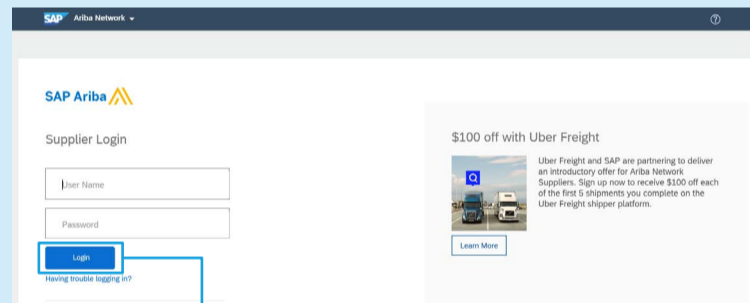 SAP Ariba Network
SAP Ariba
Supplier Login
User Name
Password
Login
Having trouble logging in?
$100 off with Uber Freight
Uber Freight and SAP are partnering to deliver
an introductory offer for Ariba Network
Suppliers. Sign up now to receive $100 off each
of the first 5 shipments you complete on the
Uber Freight shipper platform.
Learn More